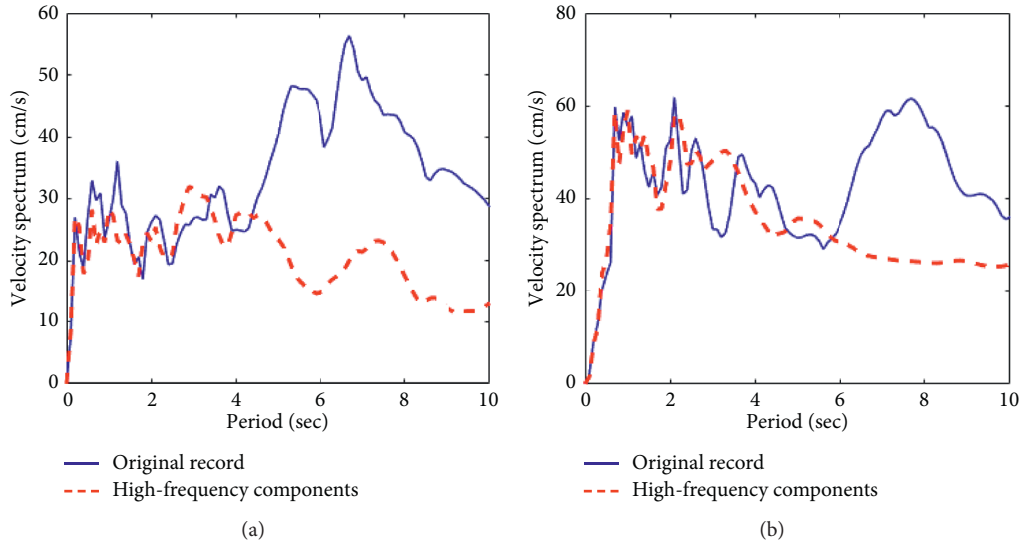 60
50
40
30
20
10
0
Velocity spectrum (cm/s)
0 2 4 6 8 10
Period (sec)
Original record
High-frequency components
(a)
80
60
40
20
0
Velocity spectrum (cm/s)
0 2 4 6 8 10
Period (sec)
Original record
High-frequency components
(b)